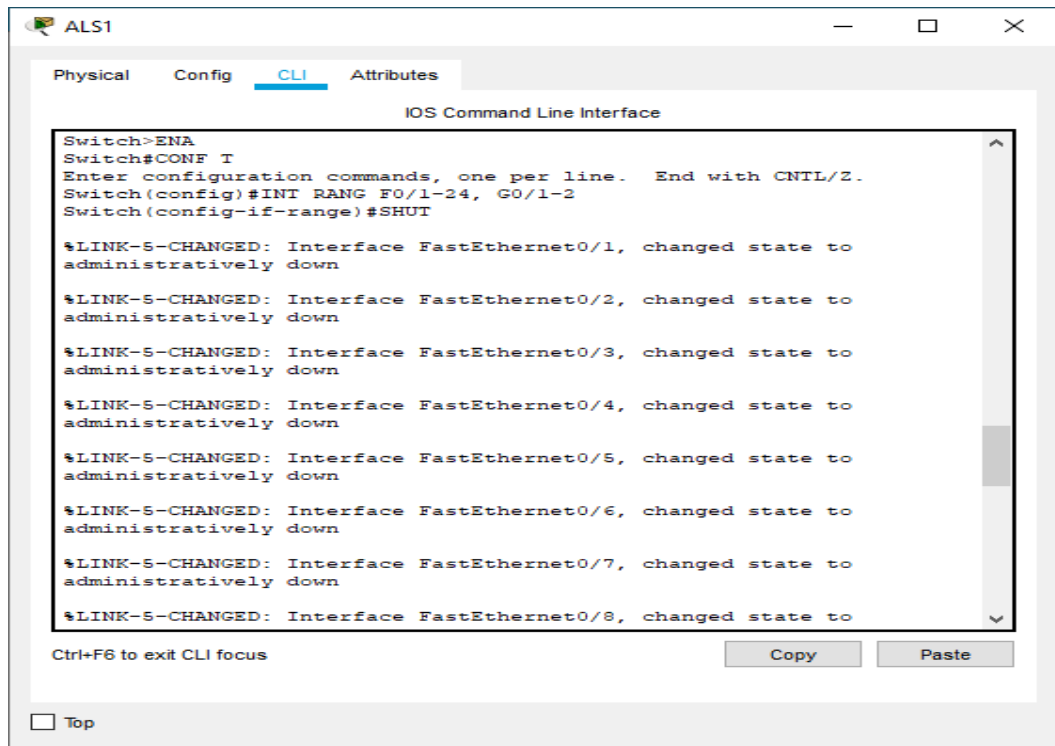 ALS1
Physical Config CLI Attributes
IOS Command Line Interface
Switch>ENA
Switch#CONF T
Enter configuration commands, one per line.  End with CNTL/Z.
Switch(config)#INT RANG F0/1-24, G0/1-2
Switch(config-if-range)#SHUT
%LINK-5-CHANGED: Interface FastEthernet0/1, changed state to
administratively down
%LINK-5-CHANGED: Interface FastEthernet0/2, changed state to
administratively down
%LINK-5-CHANGED: Interface FastEthernet0/3, changed state to
administratively down
%LINK-5-CHANGED: Interface FastEthernet0/4, changed state to
administratively down
%LINK-5-CHANGED: Interface FastEthernet0/5, changed state to
administratively down
%LINK-5-CHANGED: Interface FastEthernet0/6, changed state to
administratively down
%LINK-5-CHANGED: Interface FastEthernet0/7, changed state to
administratively down
%LINK-5-CHANGED: Interface FastEthernet0/8, changed state to
Ctrl+F6 to exit CLI focus
Copy Paste
Top